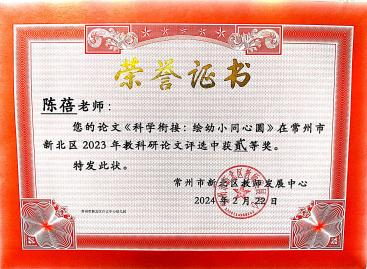 荣誉证书
陈蓓老师：
您的论文《科学衔接：绘幼小同心圆》在常州市
新北区2023年教科研论文评选中获贰等奖。
特发此状。
常州市新北区教师发展中心
2024年2月22日